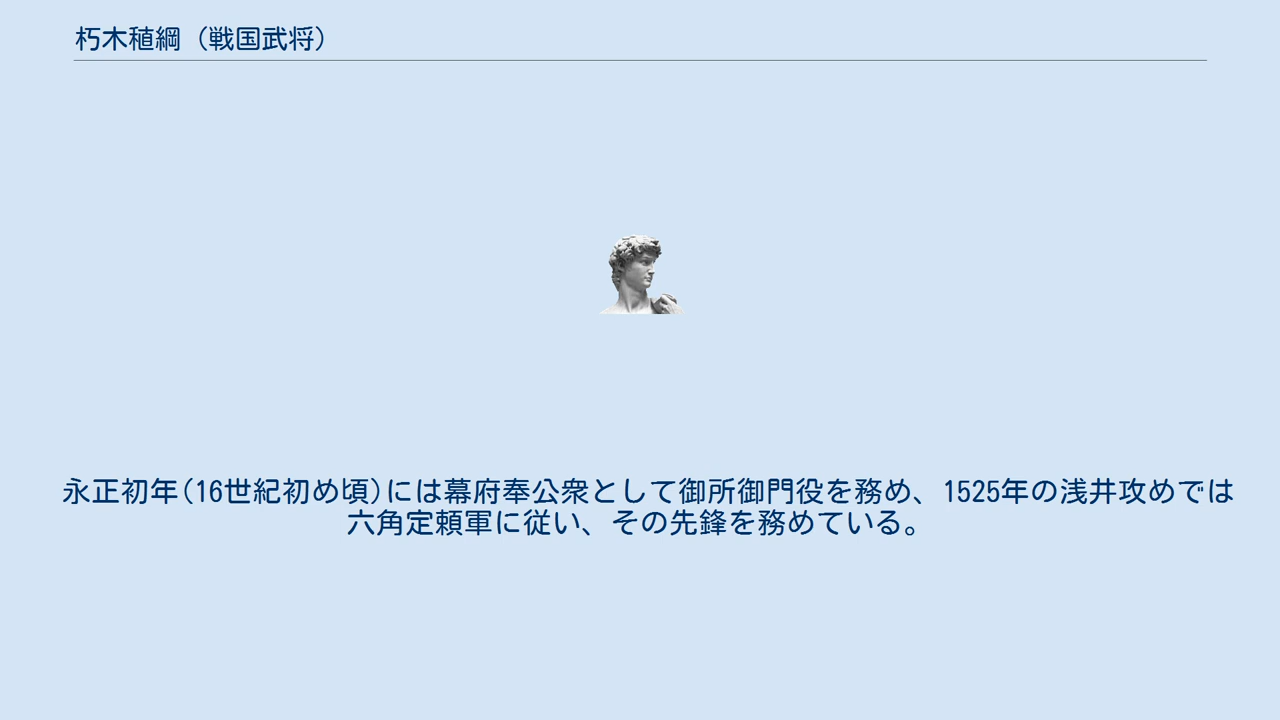 朽木稙綱（戦国武将）
永正初年(16世紀初め頃)には幕府奉公衆として御所御門役を務め、1525年の浅井攻めでは
六角定頼軍に従い、その先鋒を務めている。